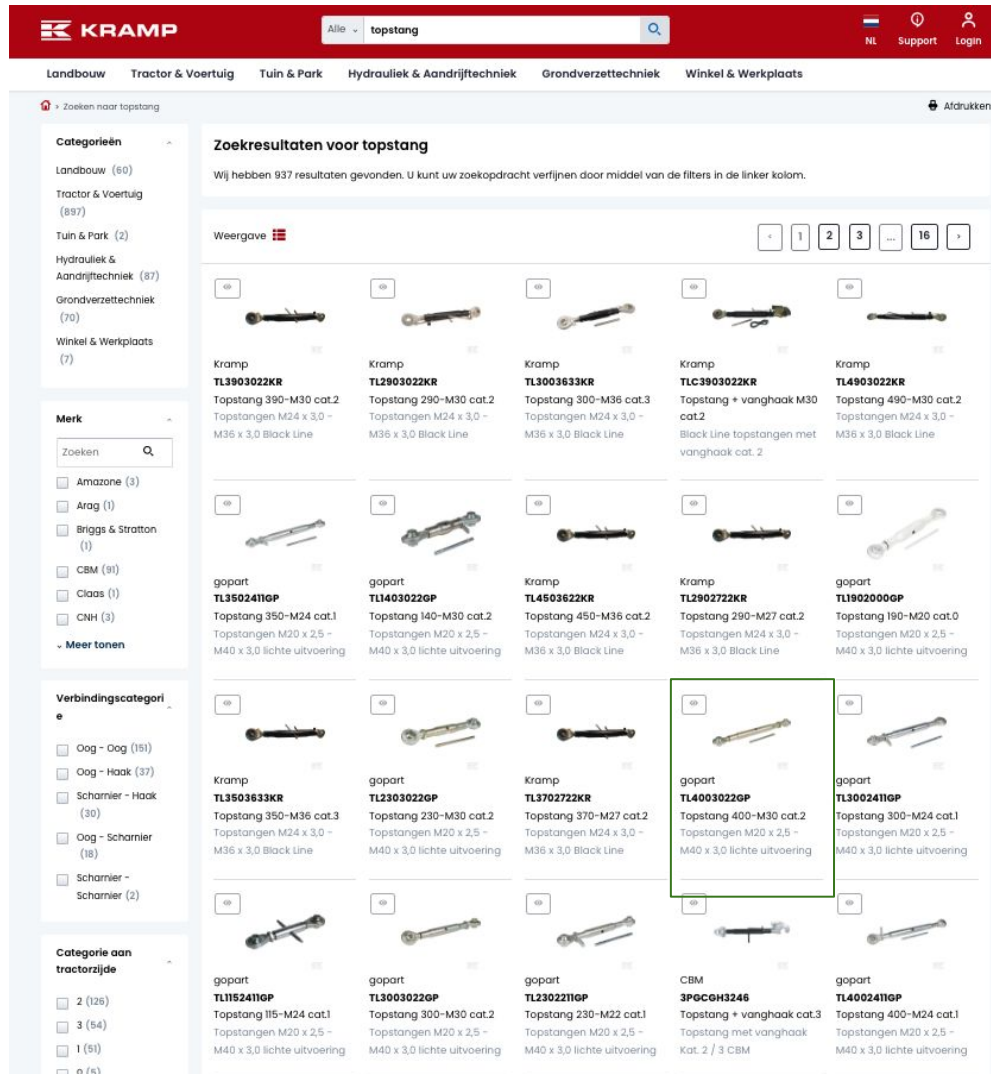 KRAMP
Alle topstang
NL Support Login
Landbouw Tractor & Voertuig Tuin & Park Hydrauliek & Aandrijftechniek Grondverzettechniek Winkel & Werkplaats
> Zoeken naar topstang
Afdrukken
Categorieën
Landbouw (60)
Tractor & Voertuig
(897)
Tuin & Park (2)
Hydrauliek &
Aandrijftechniek (87)
Grondverzettechniek
(70)
Winkel & Werkplaats
(7)
Merk
Zoeken
Amazone (3)
Arag (1)
Briggs & Stratton
(1)
CBM (91)
Claas (1)
CNH (3)
Meer tonen
Verbindingscategori
e
Oog - Oog (151)
Oog - Haak (37)
Scharnier - Haak
(30)
Oog - Scharnier
(18)
Scharnier -
Scharnier (2)
Categorie aan
tractorzijde
2 (126)
3 (54)
1 (51)
0 (5)
Zoekresultaten voor topstang
Wij hebben 937 resultaten gevonden. U kunt uw zoekopdracht verfijnen door middel van de filters in de linker kolom.
Weergave
< 1 2 3 ... 16 >
Kramp
TL3903022KR
Topstang 390-M30 cat.2
Topstangen M24 x 3,0 -
M36 x 3,0 Black Line
Kramp
TL2903022KR
Topstang 290-M30 cat.2
Topstangen M24 x 3,0 -
M36 x 3,0 Black Line
Kramp
TL3003633KR
Topstang 300-M36 cat.3
Topstangen M24 x 3,0 -
M36 x 3,0 Black Line
Kramp
TLC3903022KR
Topstang + vanghaak M30
cat.2
Black Line topstangen met
vanghaak cat. 2
Kramp
TL4903022KR
Topstang 490-M30 cat.2
Topstangen M24 x 3,0 -
M36 x 3,0 Black Line
gopart
TL3502411GP
Topstang 350-M24 cat.1
Topstangen M20 x 2,5 -
M40 x 3,0 lichte uitvoering
gopart
TL1403022GP
Topstang 140-M30 cat.2
Topstangen M20 x 2,5 -
M40 x 3,0 lichte uitvoering
Kramp
TL4503622KR
Topstang 450-M36 cat.2
Topstangen M24 x 3,0 -
M36 x 3,0 Black Line
Kramp
TL2902722KR
Topstang 290-M27 cat.2
Topstangen M24 x 3,0 -
M36 x 3,0 Black Line
gopart
TL1902000GP
Topstang 190-M20 cat.0
Topstangen M20 x 2,5 -
M40 x 3,0 lichte uitvoering
Kramp
TL3503633KR
Topstang 350-M36 cat.3
Topstangen M24 x 3,0 -
M36 x 3,0 Black Line
gopart
TL2303022GP
Topstang 230-M30 cat.2
Topstangen M20 x 2,5 -
M40 x 3,0 lichte uitvoering
Kramp
TL3702722KR
Topstang 370-M27 cat.2
Topstangen M24 x 3,0 -
M36 x 3,0 Black Line
gopart
TL4003022GP
Topstang 400-M30 cat.2
Topstangen M20 x 2,5 -
M40 x 3,0 lichte uitvoering
gopart
TL3002411GP
Topstang 300-M24 cat.1
Topstangen M20 x 2,5 -
M40 x 3,0 lichte uitvoering
gopart
TL1152411GP
Topstang 115-M24 cat.1
Topstangen M20 x 2,5 -
M40 x 3,0 lichte uitvoering
gopart
TL3003022GP
Topstang 300-M30 cat.2
Topstangen M20 x 2,5 -
M40 x 3,0 lichte uitvoering
gopart
TL2302211GP
Topstang 230-M22 cat.1
Topstangen M20 x 2,5 -
M40 x 3,0 lichte uitvoering
CBM
3PGCGH3246
Topstang + vanghaak cat.3
Topstang met vanghaak
Kat. 2 / 3 CBM
gopart
TL4002411GP
Topstang 400-M24 cat.1
Topstangen M20 x 2,5 -
M40 x 3,0 lichte uitvoering